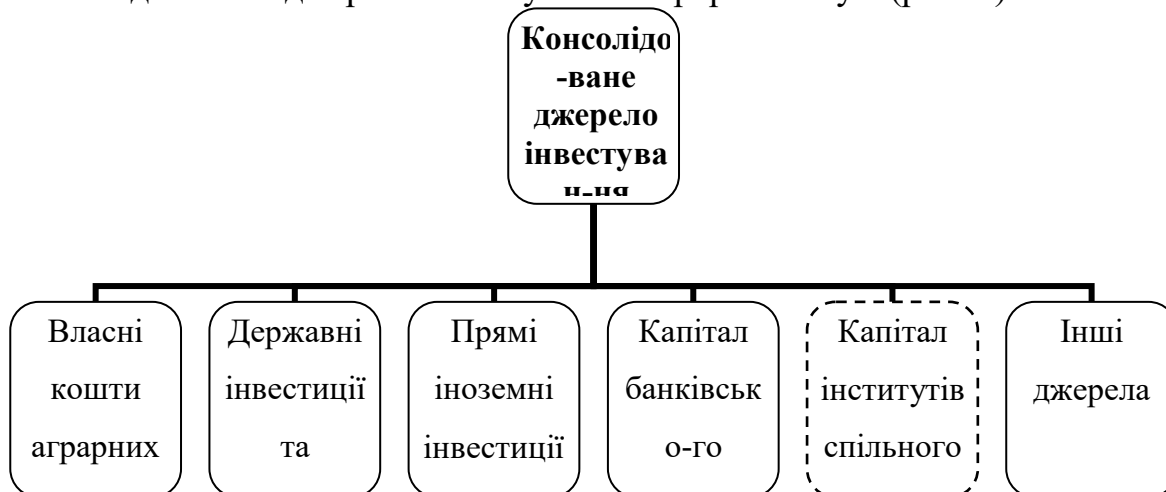 Консолідо
-ване
джерело
інвестува
н-ня
Власні
кошти
аграрних
Державні
інвестиції
та
Прямі
іноземні
інвестиції
Капітал
банківськ
о-го
Капітал
інститутів
спільного
Інші
джерела